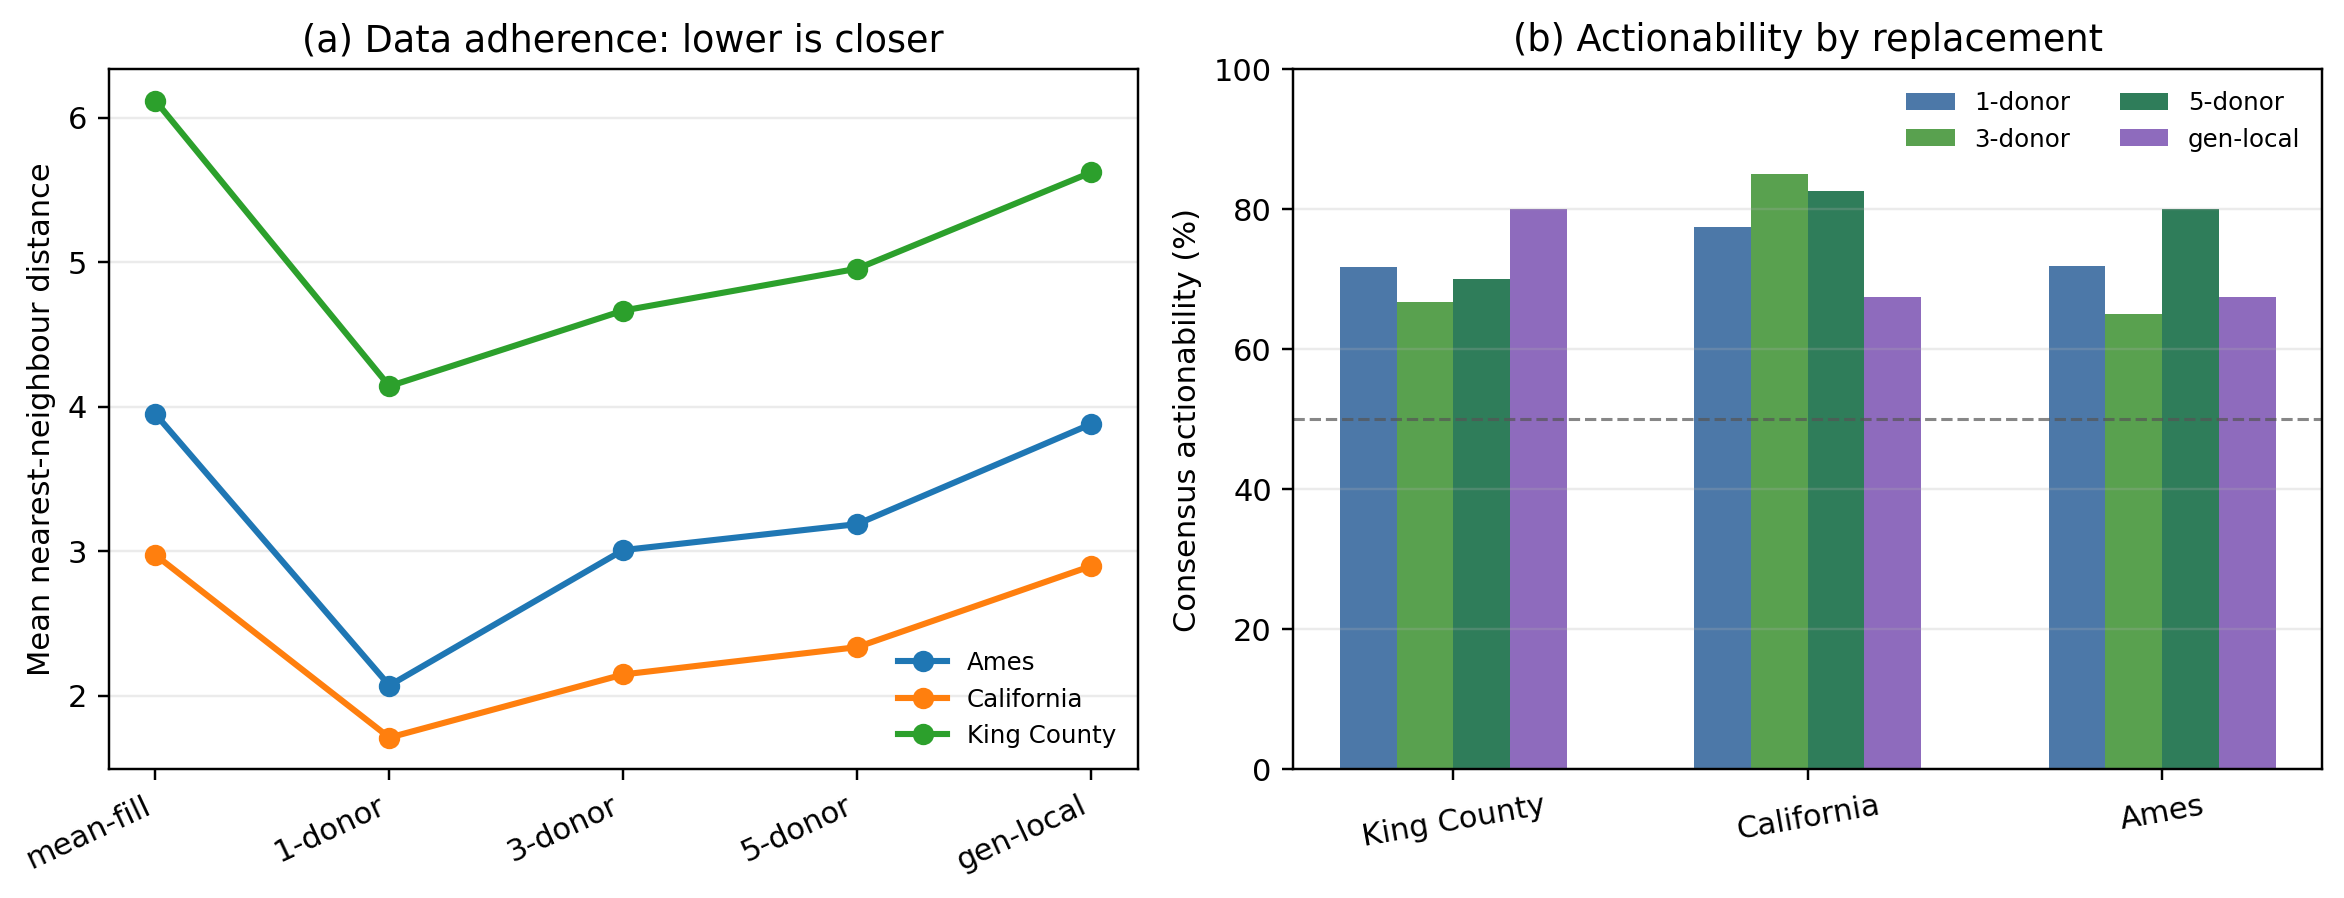 (a) Data adherence: lower is closer
Mean nearest-neighbour distance
6
5
4
3
2
mean-fill
1-donor
3-donor
5-donor
gen-local
Ames
California
King County
(b) Actionability by replacement
Consensus actionability (%)
100
80
60
40
20
0
1-donor
3-donor
5-donor
gen-local
King County
California
Ames